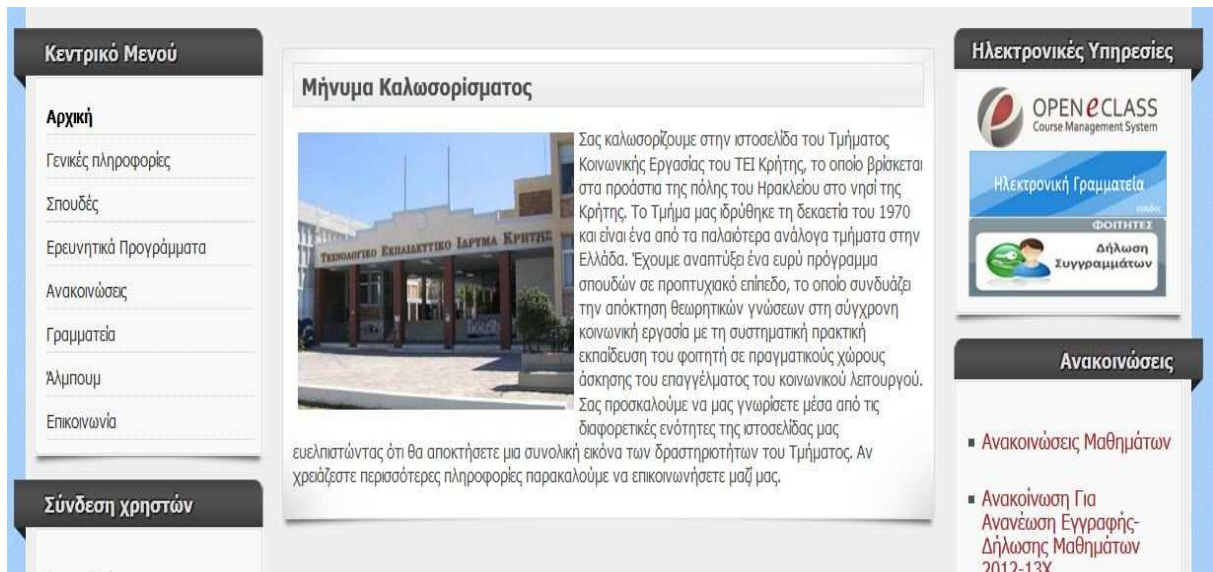 Κεντρικό Μενού
Αρχική
Γενικές πληροφορίες
Σπουδές
Ερευνητικά Προγράμματα
Ανακοινώσεις
Γραμματεία
Άλμπουμ
Επικοινωνία
Σύνδεση χρηστών
Μήνυμα Καλωσορίσματος
ΤΕΧΝΟΛΟΓΙΚΟ ΕΚΠΑΙΔΕΥΤΙΚΟ ΙΔΡΥΜΑ ΚΡΗΤΗΣ
Σας καλωσορίζουμε στην ιστοσελίδα του Τμήματος
Κοινωνικής Εργασίας του ΤΕΙ Κρήτης, το οποίο βρίσκεται
στα προάστια της πόλης του Ηρακλείου στο νησί της
Κρήτης. Το Τμήμα μας ιδρύθηκε τη δεκαετία του 1970
και είναι ένα από τα παλαιότερα ανάλογα τμήματα στην
Ελλάδα. Έχουμε αναπτύξει ένα ευρύ πρόγραμμα
σπουδών σε προπτυχιακό επίπεδο, το οποίο συνδυάζει
την απόκτηση θεωρητικών γνώσεων στη σύγχρονη
κοινωνική εργασία με τη συστηματική πρακτική
εκπαίδευση του φοιτητή σε πραγματικούς χώρους
άσκησης του επαγγέλματος του κοινωνικού λειτουργού.
Σας προσκαλούμε να μας γνωρίσετε μέσα από τις
διαφορετικές ενότητες της ιστοσελίδας μας
ευελπιστώντας ότι θα αποκτήσετε μια συνολική εικόνα των δραστηριοτήτων του Τμήματος. Αν
χρειάζεστε περισσότερες πληροφορίες παρακαλούμε να επικοινωνήσετε μαζί μας.
Ηλεκτρονικές Υπηρεσίες
OPEN eCLASS
Course Management System
Ηλεκτρονική Γραμματεία
είσοδος
ΦΟΙΤΗΤΕΣ
Δήλωση
Συγγραμμάτων
Ανακοινώσεις
Ανακοινώσεις Μαθημάτων
Ανακοίνωση Για
Ανανέωση Εγγραφής-
Δήλωσης Μαθημάτων
2012-13Χ